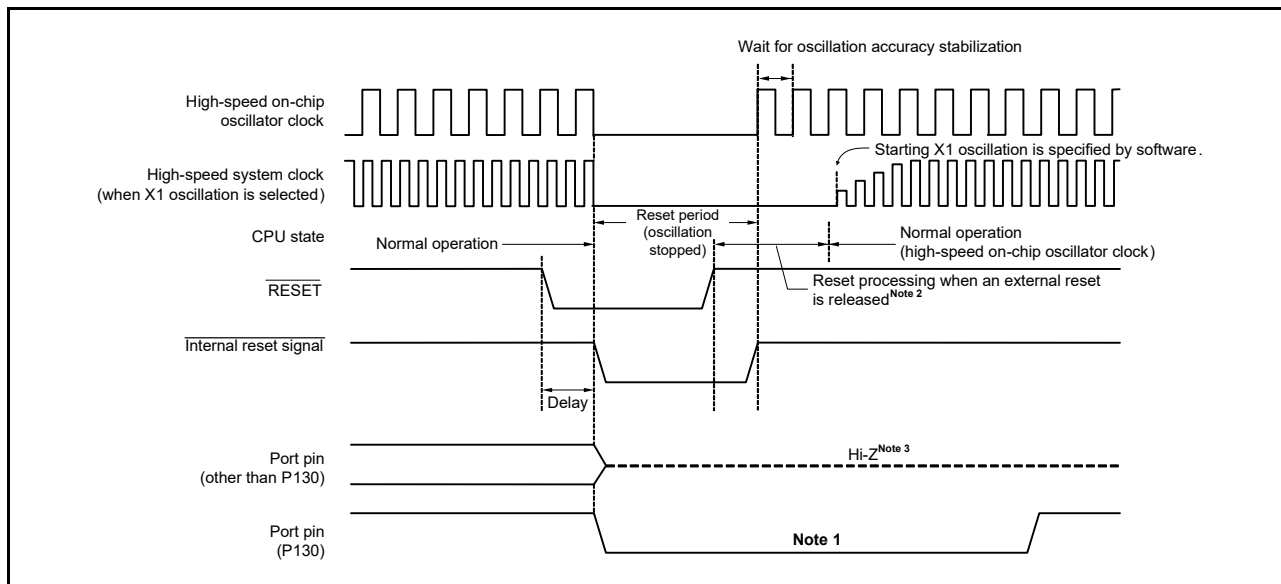 Wait for oscillation accuracy stabilization
High-speed on-chip
oscillator clock
Starting X1 oscillation is specified by software.
High-speed system clock
(when X1 oscillation is selected)
Reset period
(oscillation
stopped)
CPU state
Normal operation
Normal operation
(high-speed on-chip oscillator clock)
RESET
Reset processing when an external reset
is released Note 2
Internal reset signal
Delay
Port pin
(other than P130)
Hi-Z Note 3
Port pin
(P130)
Note 1